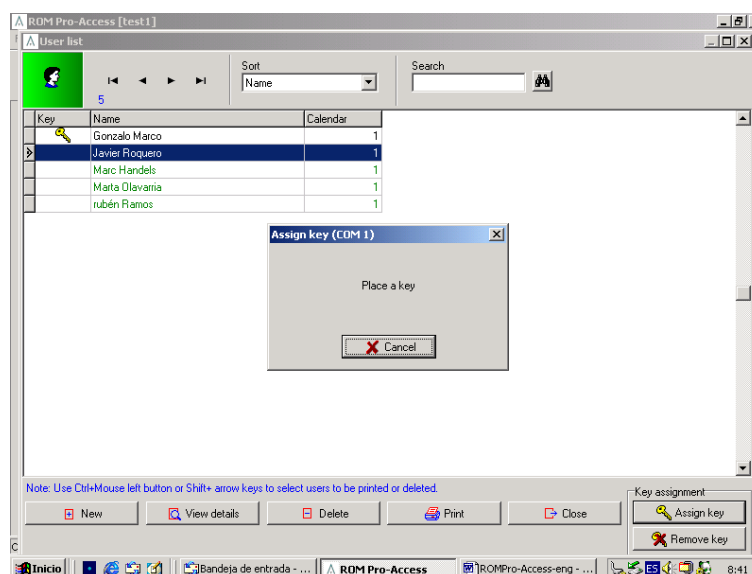 ROM Pro-Access [test1]
User list
Sort
Search
Name
5
Key Name Calendar
Gonzalo Marco 1
Javier Roquero 1
Marc Handels 1
Marta Olavarria 1
rubén Ramos 1
Assign key (COM 1)
Place a key
Cancel
Note: Use Ctrl+Mouse left button or Shift+ arrow keys to select users to be printed or deleted.
Key assignment
New View details Delete Print Close Assign key
Remove key
Inicio Bandeja de entrada - ... ROM Pro-Access ROMPro-Access-eng - ... ES 8:41